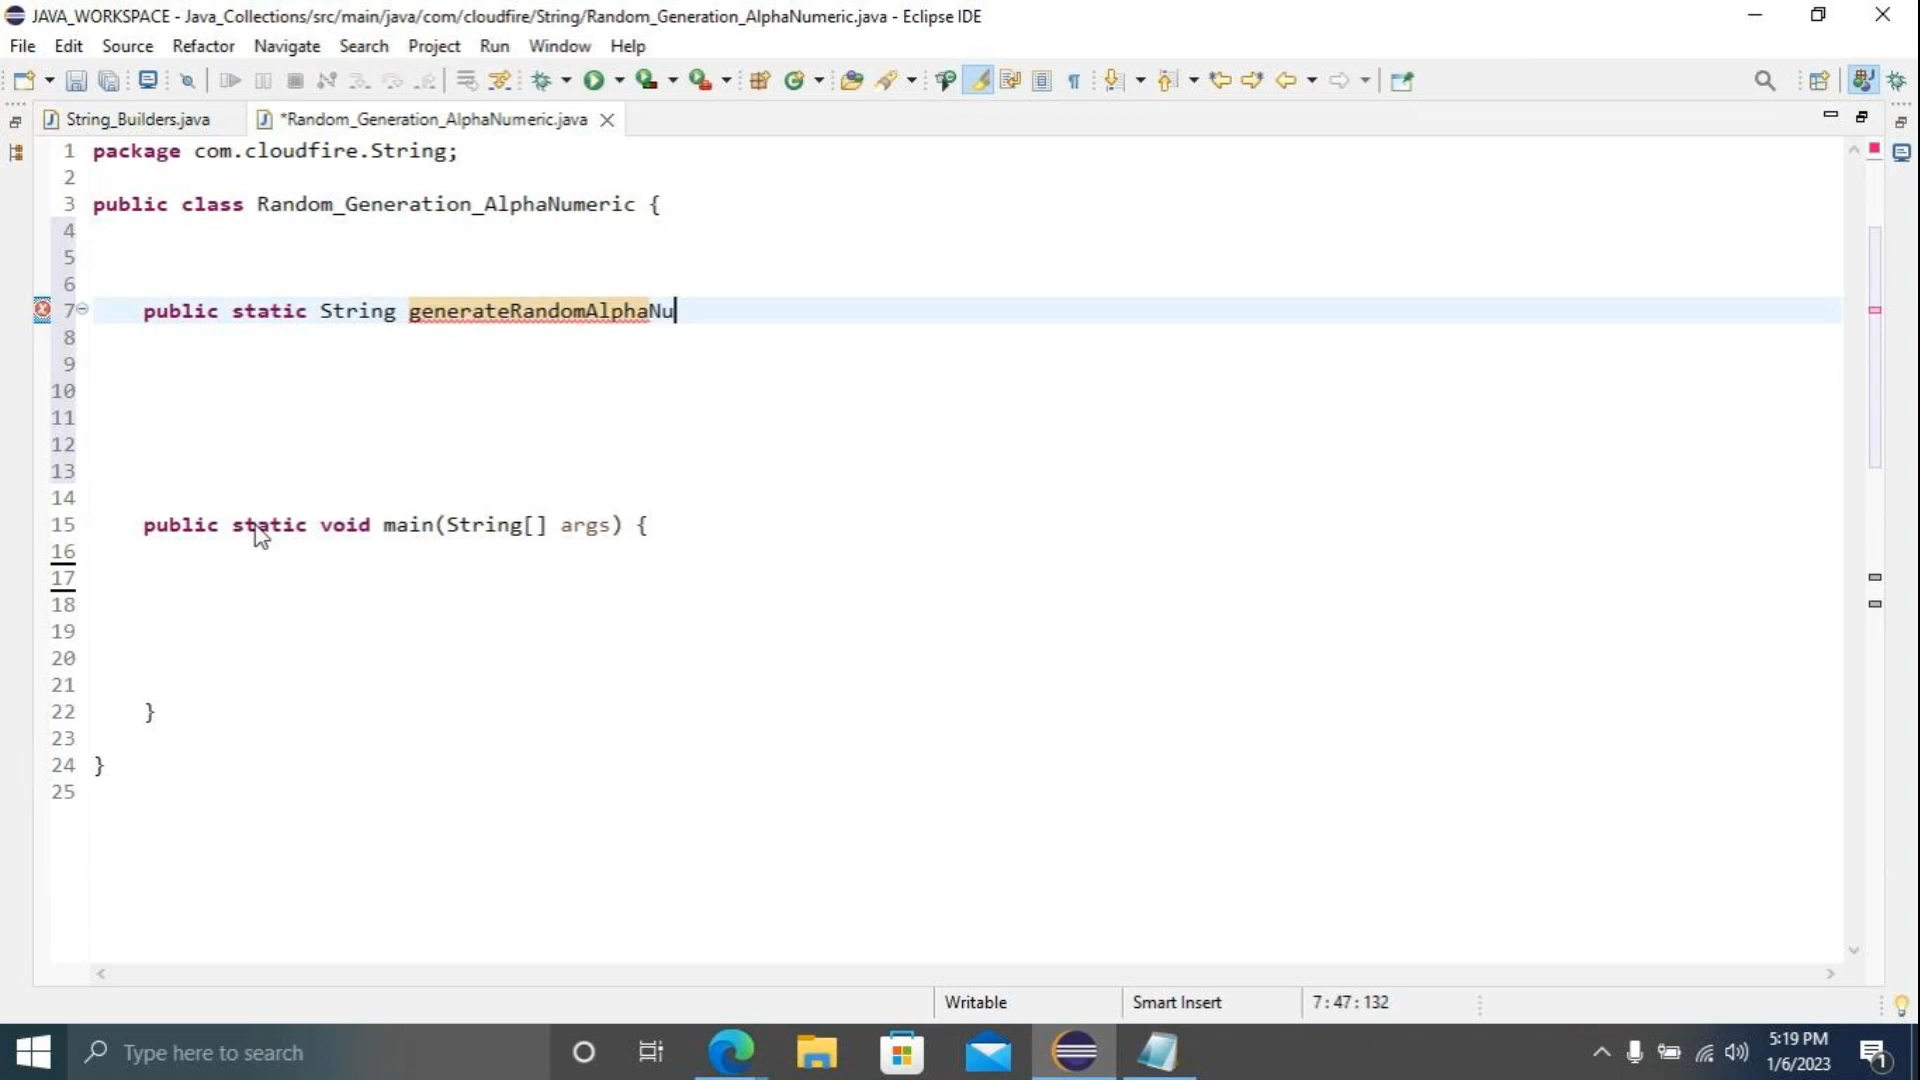 JAVA_WORKSPACE - Java_Collections/src/main/java/com/cloudfire/String/Random_Generation_AlphaNumeric.java - Eclipse IDE
File Edit Source Refactor Navigate Search Project Run Window Help
String_Builders.java *Random_Generation_AlphaNumeric.java
1 package com.cloudfire.String;
2
3 public class Random_Generation_AlphaNumeric {
4
5
6
7 public static String generateRandomAlphaNu
8
9
10
11
12
13
14
15 public static void main(String[] args) {
16
17
18
19
20
21
22 }
23
24 }
25
Writable Smart Insert 7 : 47 : 132
Type here to search
5:19 PM
1/6/2023
1